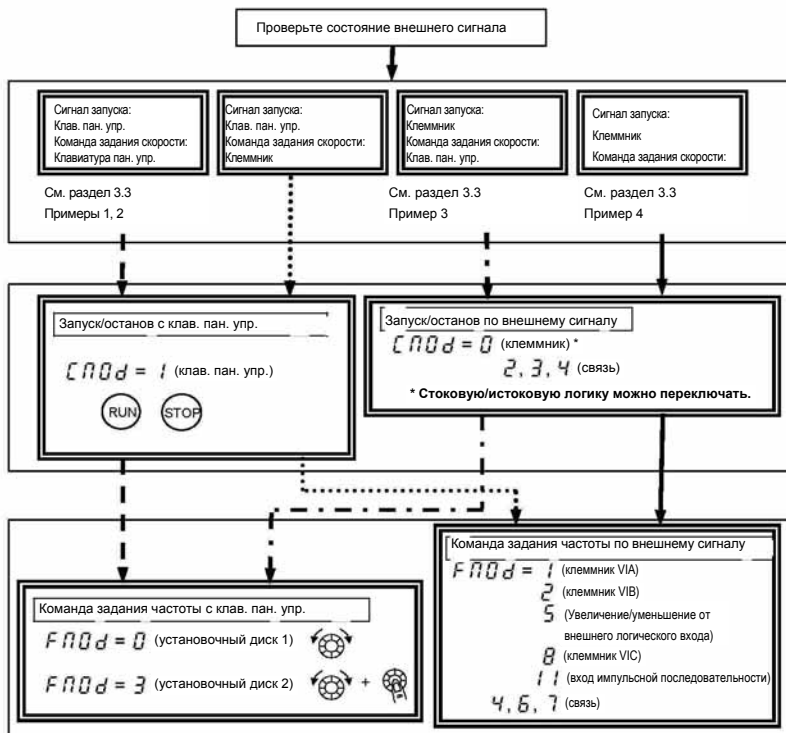 Проверьте состояние внешнего сигнала
Сигнал запуска:
Клав. пан. упр.
Команда задания скорости:
Клавиатура пан. упр.
Сигнал запуска:
Клав. пан. упр.
Команда задания скорости:
Клеммник
Сигнал запуска:
Клеммник
Команда задания скорости:
Клав. пан. упр.
Сигнал запуска:
Клеммник
Команда задания скорости:
См. раздел 3.3
Примеры 1, 2
См. раздел 3.3
Пример 3
См. раздел 3.3
Пример 4
Запуск/останов с клав. пан. упр.
CMOd = 1 (клав. пан. упр.)
RUN STOP
Запуск/останов по внешнему сигналу
CMOd = 0 (клеммник) *
2, 3, 4 (связь)
* Стоковую/истоковую логику можно переключать.
Команда задания частоты с клав. пан. упр.
FMOd = 0 (установочный диск 1)
FMOd = 3 (установочный диск 2) +
Команда задания частоты по внешнему сигналу
FMOd = 1 (клеммник VIA)
2 (клеммник VIB)
5 (Увеличение/уменьшение от
внешнего логического входа)
8 (клеммник VIC)
11 (вход импульсной последовательности)
4, 6, 7 (связь)